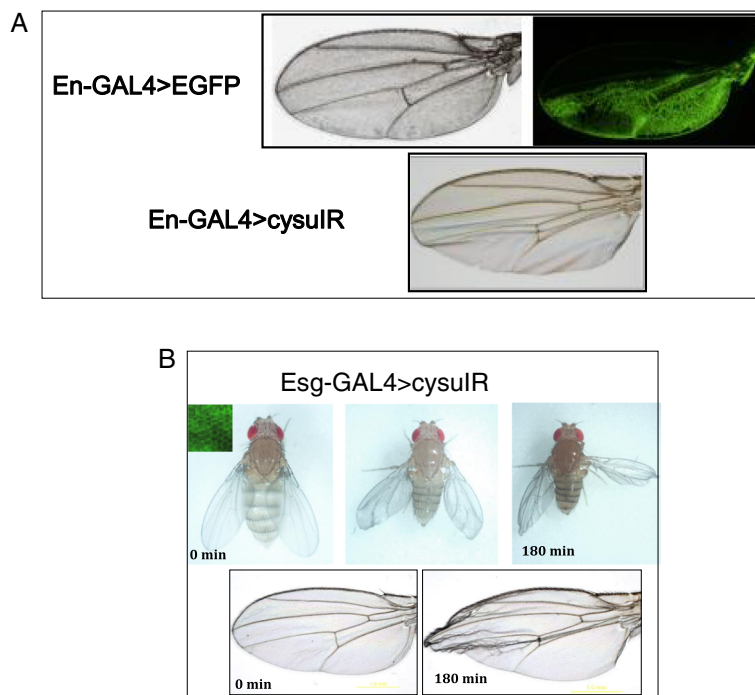 A
En-GAL4>EGFP
En-GAL4>cysuIR
B
Esg-GAL4>cysuIR
0 min
180 min
0 min
180 min